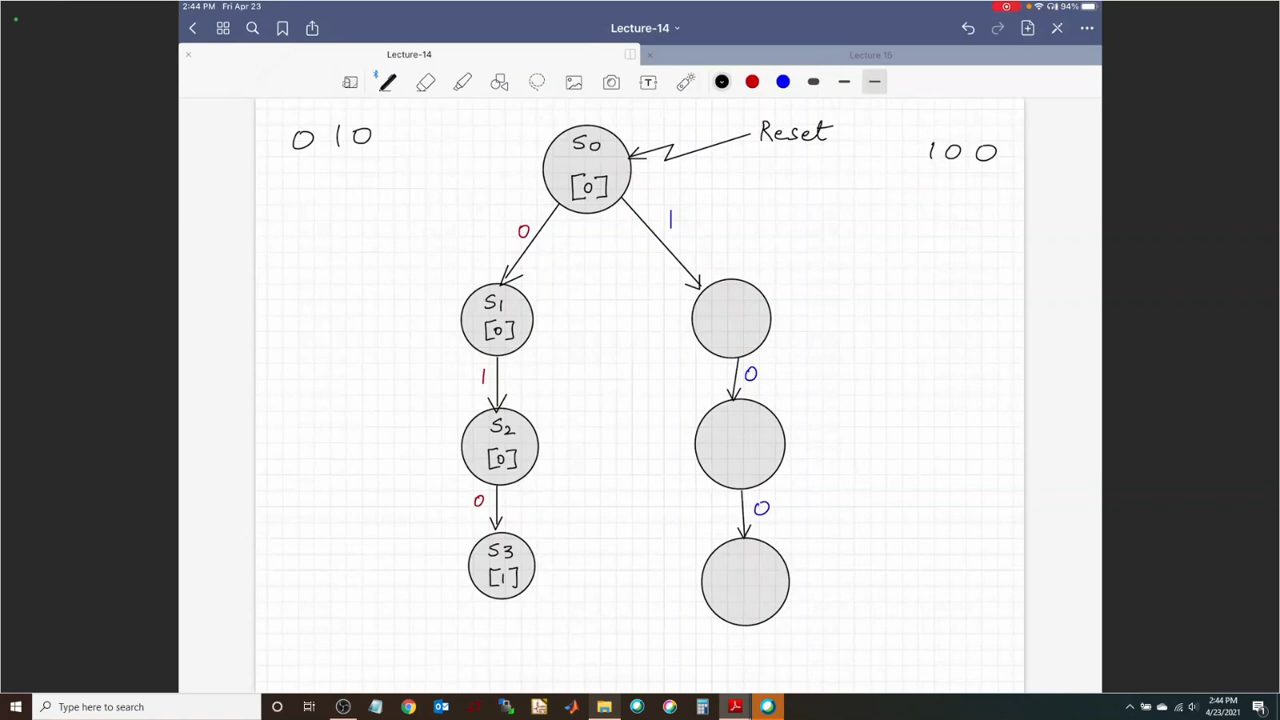 2:44 PM Fri Apr 23
94%
Lecture-14
Lecture-14
Lecture 15
T
0 1 0
S0
[0]
Reset
1 0 0
0
1
S1
[0]
1
0
S2
[0]
0
0
S3
[1]
Type here to search
2:44 PM
4/23/2021